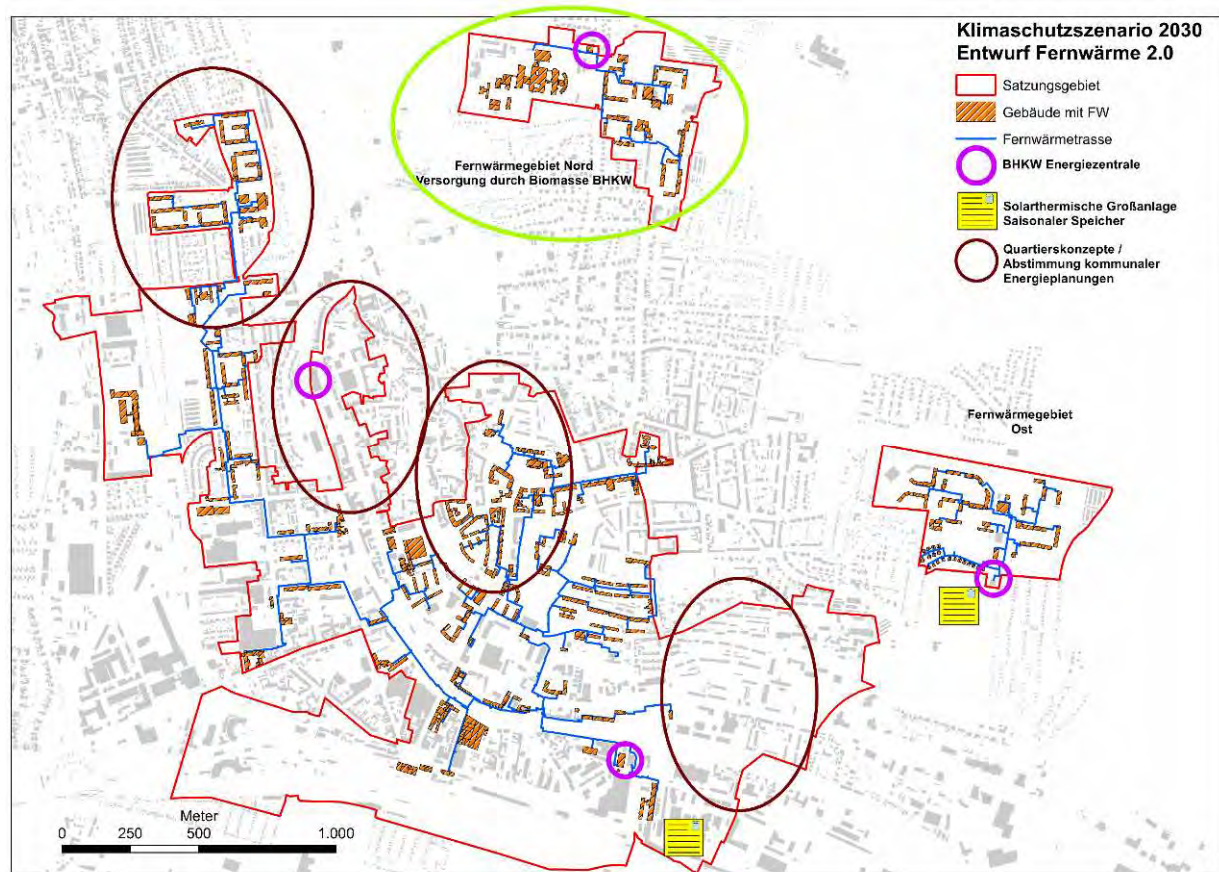 Klimaschutzszenario 2030
Entwurf Fernwärme 2.0
Satzungsgebiet
Gebäude mit FW
Fernwärmetrasse
BHKW Energiezentrale
Solarthermische Großanlage
Saisonaler Speicher
Quartierskonzepte /
Abstimmung kommunaler
Energieplanungen
Fernwärmegebiet Nord
Versorgung durch Biomasse BHKW
Fernwärmegebiet
Ost
Meter
0 250 500 1.000